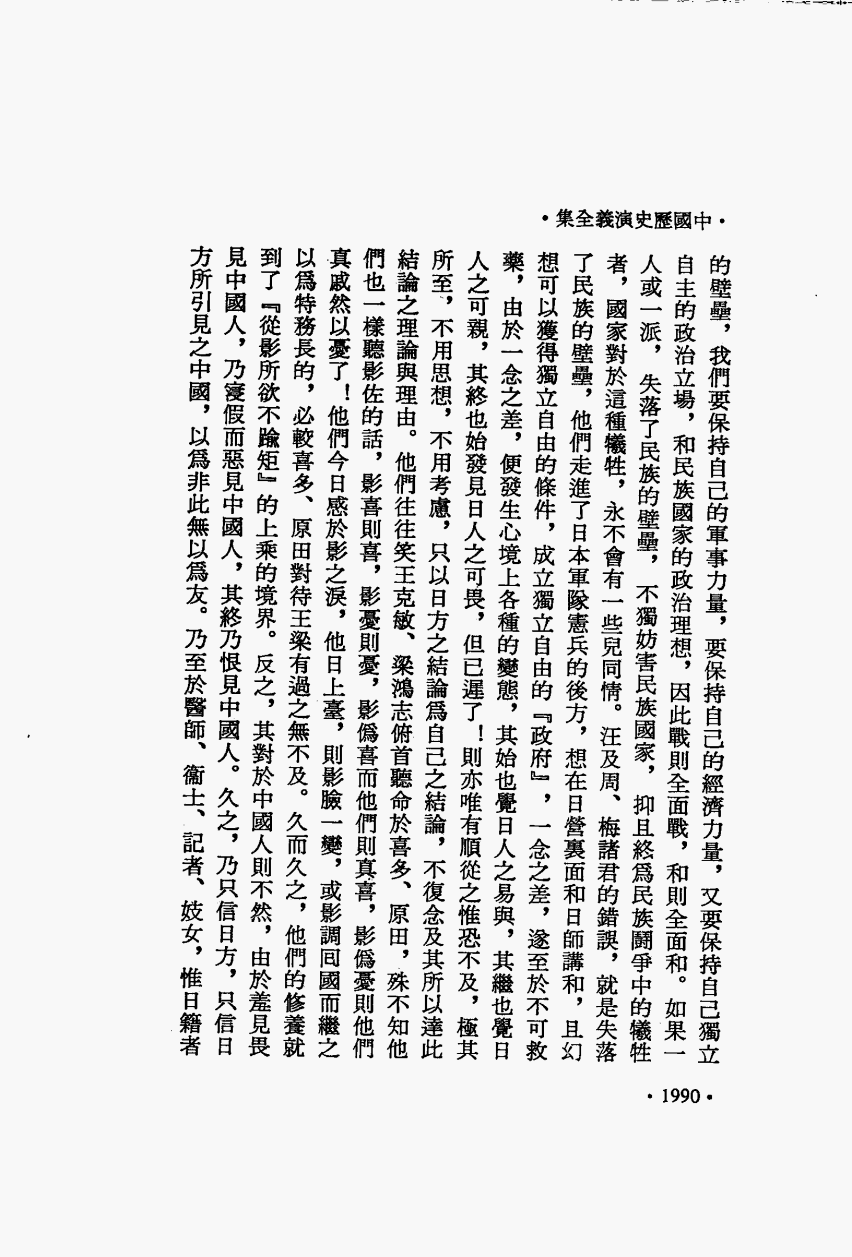 •中國歷史演義全集•
的壁壘，我們要保持自己的軍事力量，要保持自己的經濟力量，又要保持自己獨立
自主的政治立場，和民族國家的政治理想，因此戰則全面戰，和則全面和。如果一
人或一派，失落了民族的壁壘，不獨妨害民族國家，抑且終爲民族鬪爭中的犧牲
者，國家對於這種犧牲，永不會有一些兒同情。汪及周、梅諸君的錯誤，就是失落
了民族的壁壘，他們走進了日本軍隊憲兵的後方，想在日營裏面和日師講和，且幻
想可以獲得獨立自由的條件，成立獨立自由的『政府』，一念之差，遂至於不可救
藥，由於一念之差，便發生心境上各種的變態，其始也覺日人之易與，其繼也覺日
人之可親，其終也始發見日人之可畏，但已遲了！則亦唯有順從之惟恐不及，極其
所至，不用思想，不用考慮，只以日方之結論爲自己之結論，不復念及其所以達此
結論之理論與理由。他們往往笑王克敏、梁鴻志俯首聽命於喜多、原田，殊不知他
們也一樣聽影佐的話，影喜則喜，影憂則憂，影僞喜而他們則真喜，影僞憂則他們
真戚然以憂了！他們今日感於影之淚，他日上臺，則影臉一變，或影調回國而繼之
以爲特務長的，必較喜多、原田對待王梁有過之無不及。久而久之，他們的修養就
到了『從影所欲不踰矩』的上乘的境界。反之，其對於中國人則不然，由於羞見畏
見中國人，乃寖假而惡見中國人，其終乃恨見中國人。久之，乃只信日方，只信日
方所引見之中國，以爲非此無以爲友。乃至於醫師、衞士、記者、妓女，惟日籍者
•1990•